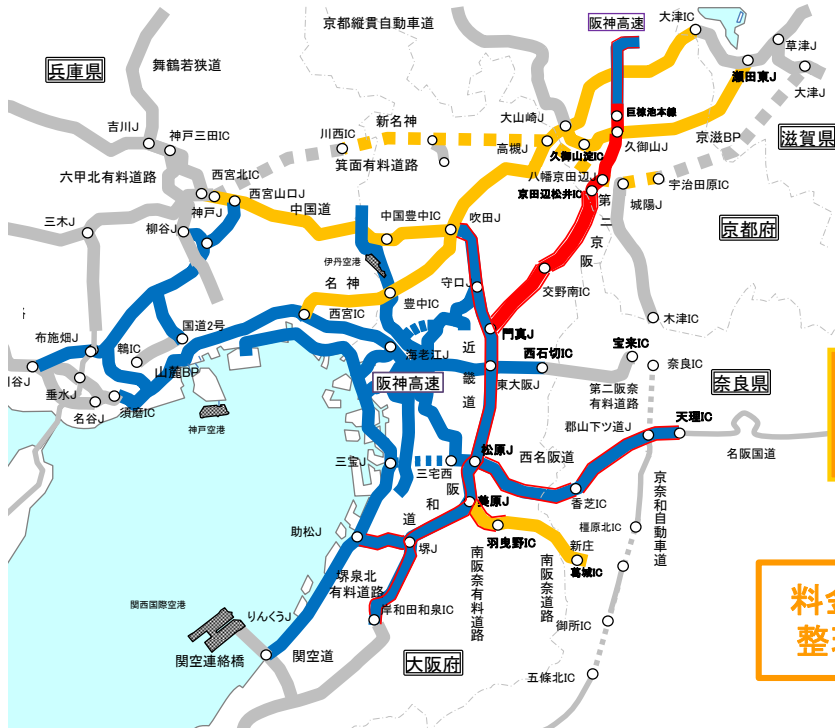 阪神高速
大津IC
京都縦貫自動車道
草津J
兵庫県
舞鶴若狭道
瀬田東J
大津J
新名神
大山崎J
巨椋池本線
吉川J
神戸三田IC
川西IC
高槻J
久御山J
京滋BP
滋賀県
箕面有料道路
久御山淀IC
六甲北有料道路
西宮北IC
八幡京田辺J
宇治田原IC
神戸J
西宮山口J
京田辺松井IC
城陽J
三木J
中国道
中国豊中IC
吹田J
第二京阪
京都府
柳谷J
伊丹空港
名神
守口J
交野南IC
豊中IC
国道2号
西宮IC
門真J
木津IC
布施畑J
鵯IC
海老江J
近畿道
西石切IC
宝来IC
山麓BP
奈良IC
川谷J
阪神高速
東大阪J
第二阪奈
有料道路
奈良県
垂水J
須磨IC
名谷J
神戸空港
郡山下ツ道J
天理IC
三宝J
三宅西
松原J
西名阪道
名阪国道
阪和道
美原J
香芝IC
京奈和自動車道
橿原北IC
助松J
羽曳野IC
堺J
新庄
葛城IC
堺泉北
有料道路
南阪奈有料道路
南阪奈道路
関西国際空港
りんくうJ
岸和田和泉IC
御所IC
関空連絡橋
関空道
大阪府
五條北IC
料金
整理